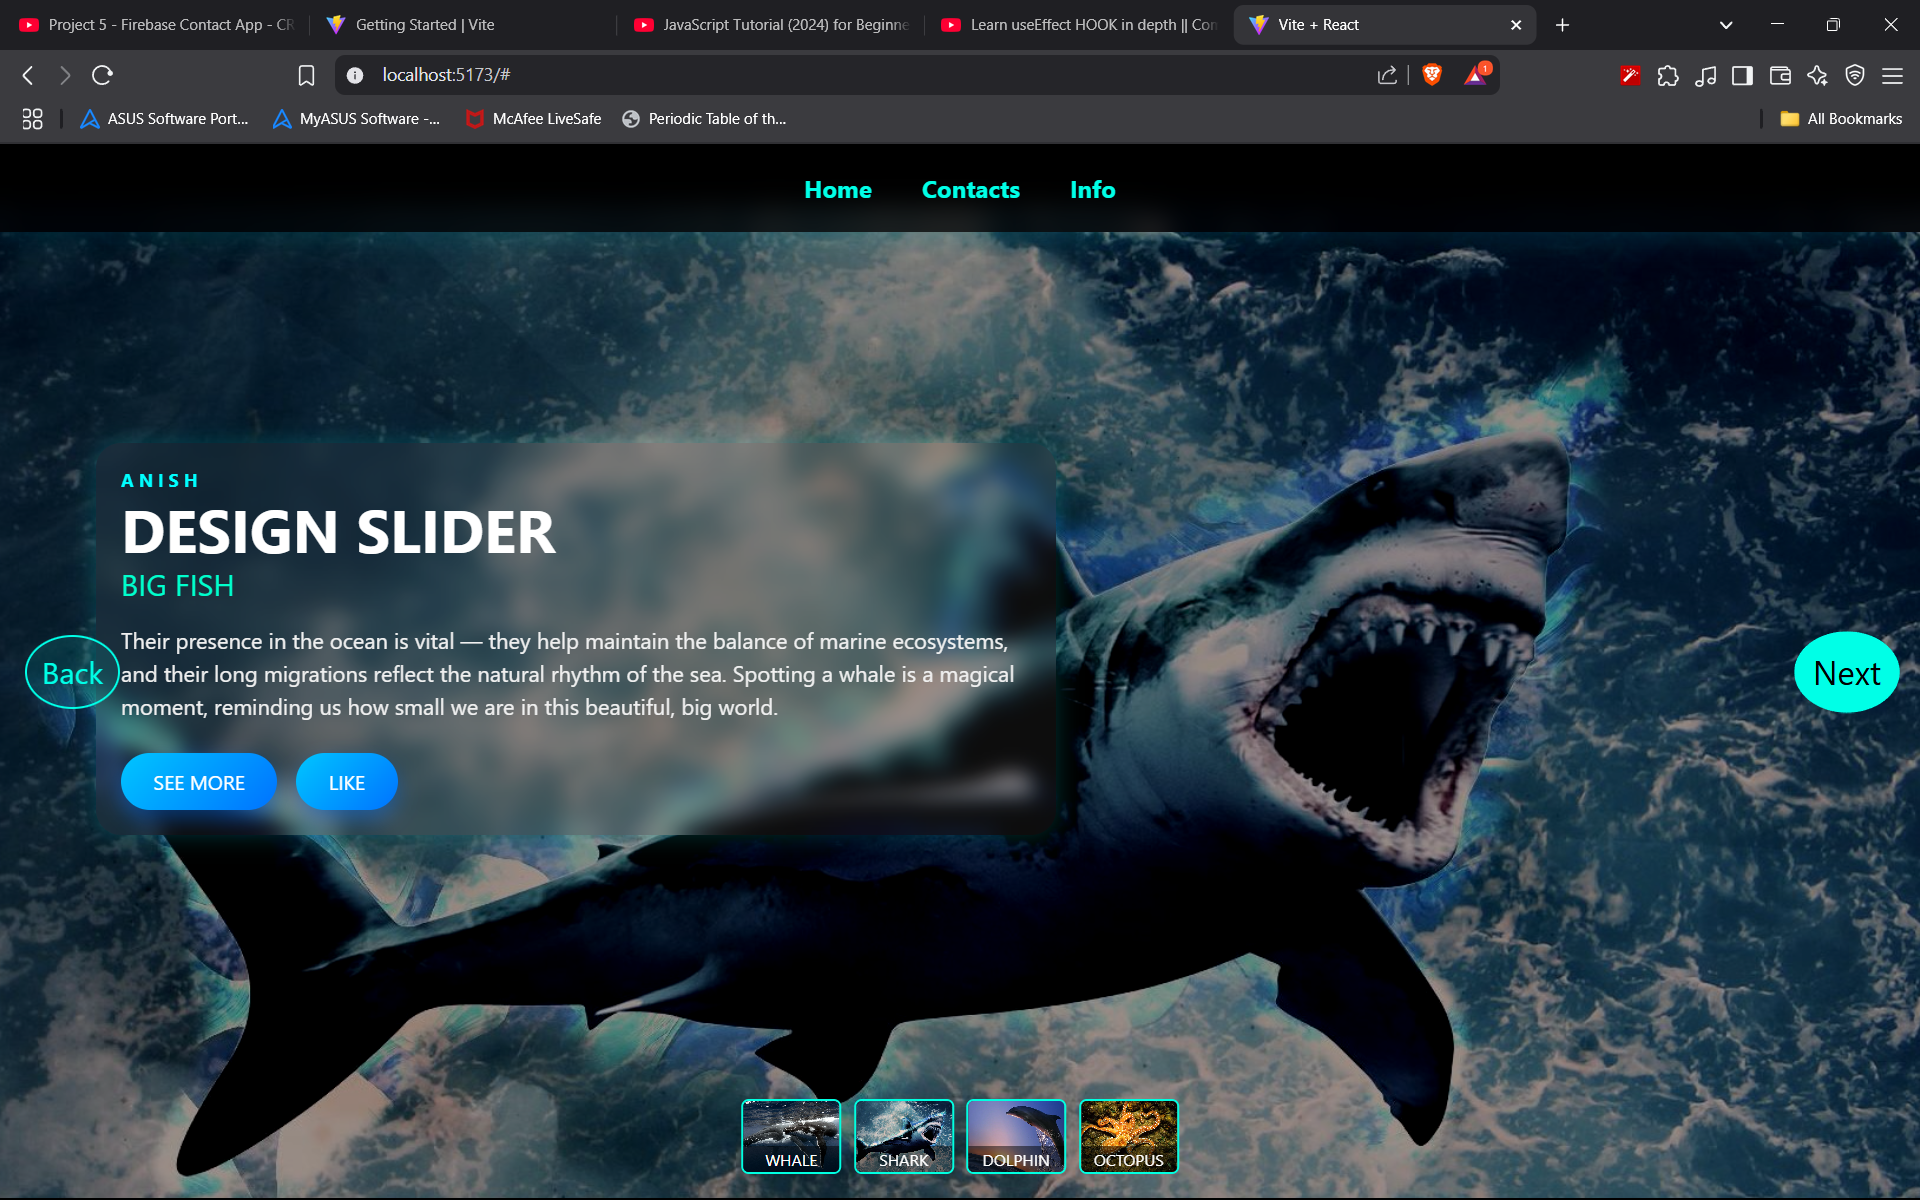 Project 5 - Firebase Contact App - CR
Getting Started | Vite
JavaScript Tutorial (2024) for Beginne
Learn useEffect HOOK in depth || Con
Vite + React
localhost:5173/#
1
ASUS Software Port...
MyASUS Software -...
McAfee LiveSafe
Periodic Table of th...
All Bookmarks
Home
Contacts
Info
ANISH
DESIGN SLIDER
BIG FISH
Their presence in the ocean is vital — they help maintain the balance of marine ecosystems,
and their long migrations reflect the natural rhythm of the sea. Spotting a whale is a magical
moment, reminding us how small we are in this beautiful, big world.
Back
Next
SEE MORE
LIKE
WHALE
SHARK
DOLPHIN
OCTOPUS